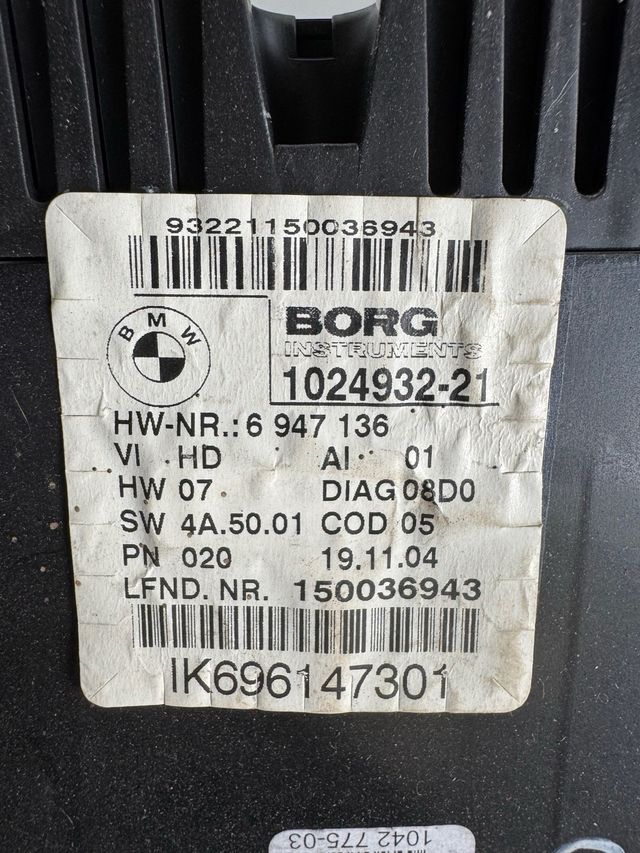 93221150036943
BMW
BORG
INSTRUMENTS
1024932-21
HW-NR.: 6 947 136
VI HD AI 01
HW 07 DIAG 08D0
SW 4A.50.01 COD 05
PN 020 19.11.04
LFND. NR. 150036943
IK696147301
1042 775-03